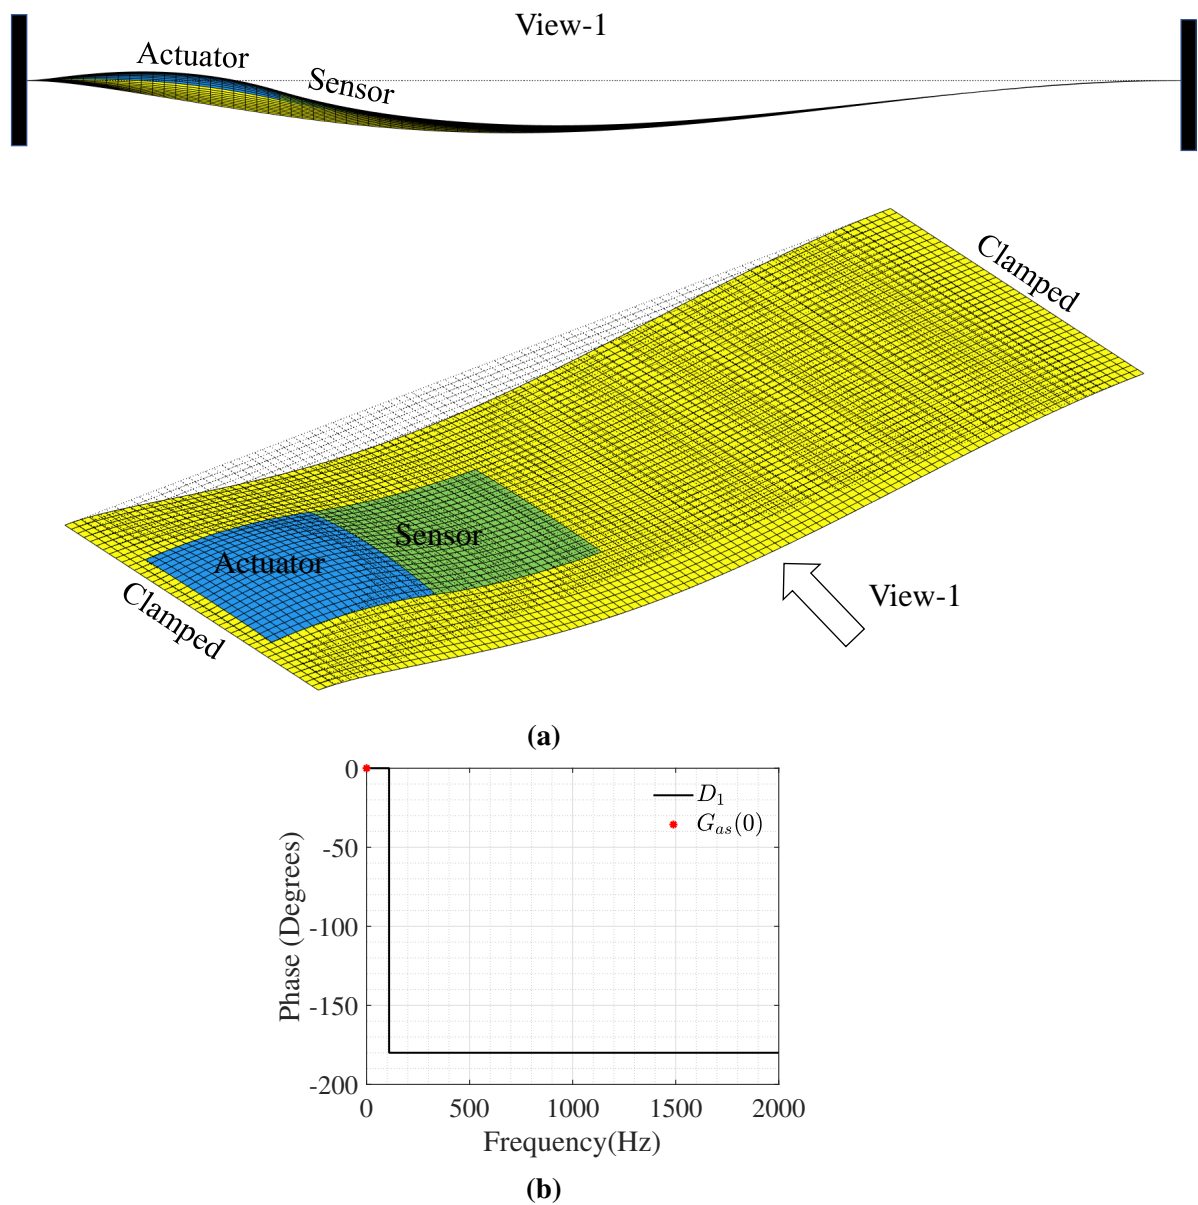 View-1
Actuator
Sensor
Clamped
Sensor
Actuator
Clamped
View-1
(a)
0
-50
-100
-150
-200
Phase (Degrees)
D₁
Gₐₛ(0)
0 500 1000 1500 2000
Frequency(Hz)
(b)